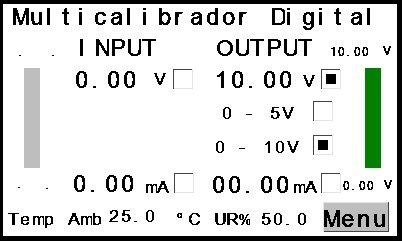 Multicalibrador Digital
INPUT OUTPUT 10.00 V
0.00 V 10.00 V
0 - 5V
0 - 10V
0.00 mA 00.00 mA 0.00 V
Temp Amb 25.0 °C UR% 50.0 Menu